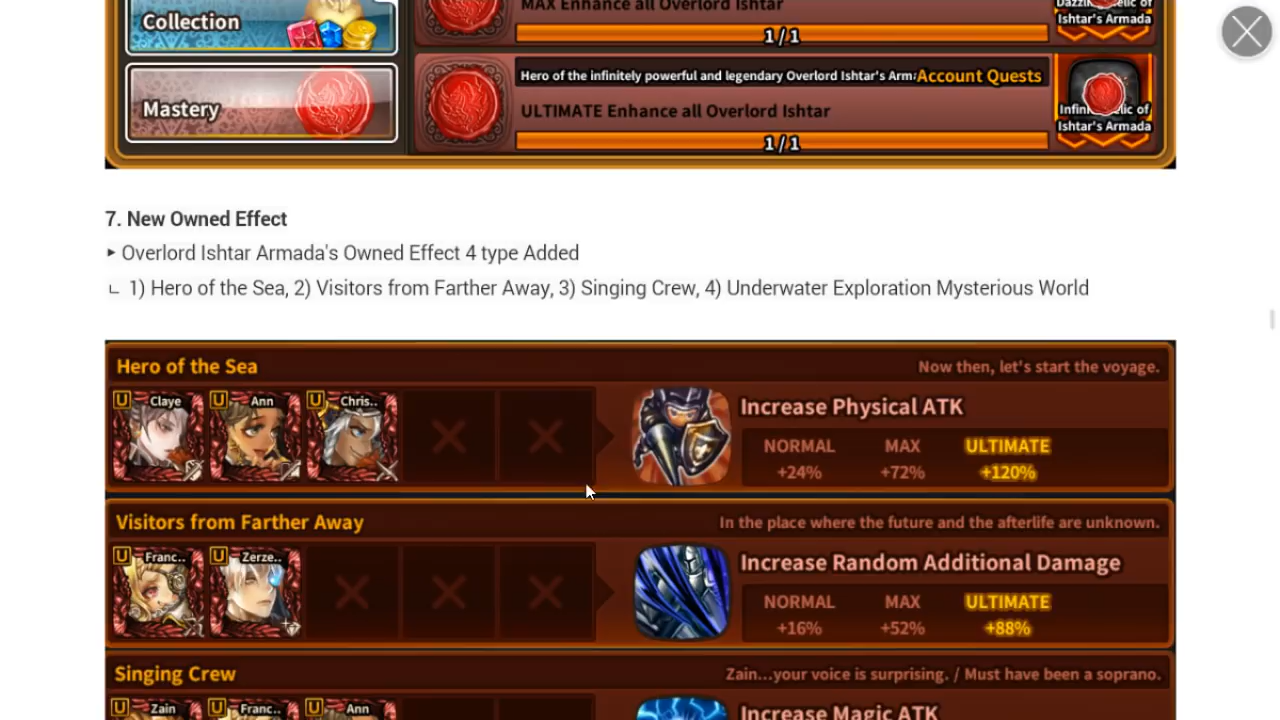 Collection
MAX Enhance all Overlord Ishtar
1 / 1
Ishtar's Armada
Mastery
Hero of the infinitely powerful and legendary Overlord Ishtar's Arm
Account Quests
ULTIMATE Enhance all Overlord Ishtar
1 / 1
Ishtar's Armada
7. New Owned Effect
‣ Overlord Ishtar Armada's Owned Effect 4 type Added
ㄴ 1) Hero of the Sea, 2) Visitors from Farther Away, 3) Singing Crew, 4) Underwater Exploration Mysterious World
Hero of the Sea
Now then, let's start the voyage.
U Claye U Ann U Chris..
Increase Physical ATK
NORMAL MAX ULTIMATE
+24% +72% +120%
Visitors from Farther Away
In the place where the future and the afterlife are unknown.
U Franc.. U Zerze..
Increase Random Additional Damage
NORMAL MAX ULTIMATE
+16% +52% +88%
Singing Crew
Zain...your voice is surprising. / Must have been a soprano.
U Zain U Franc.. U Ann
Increase Magic ATK